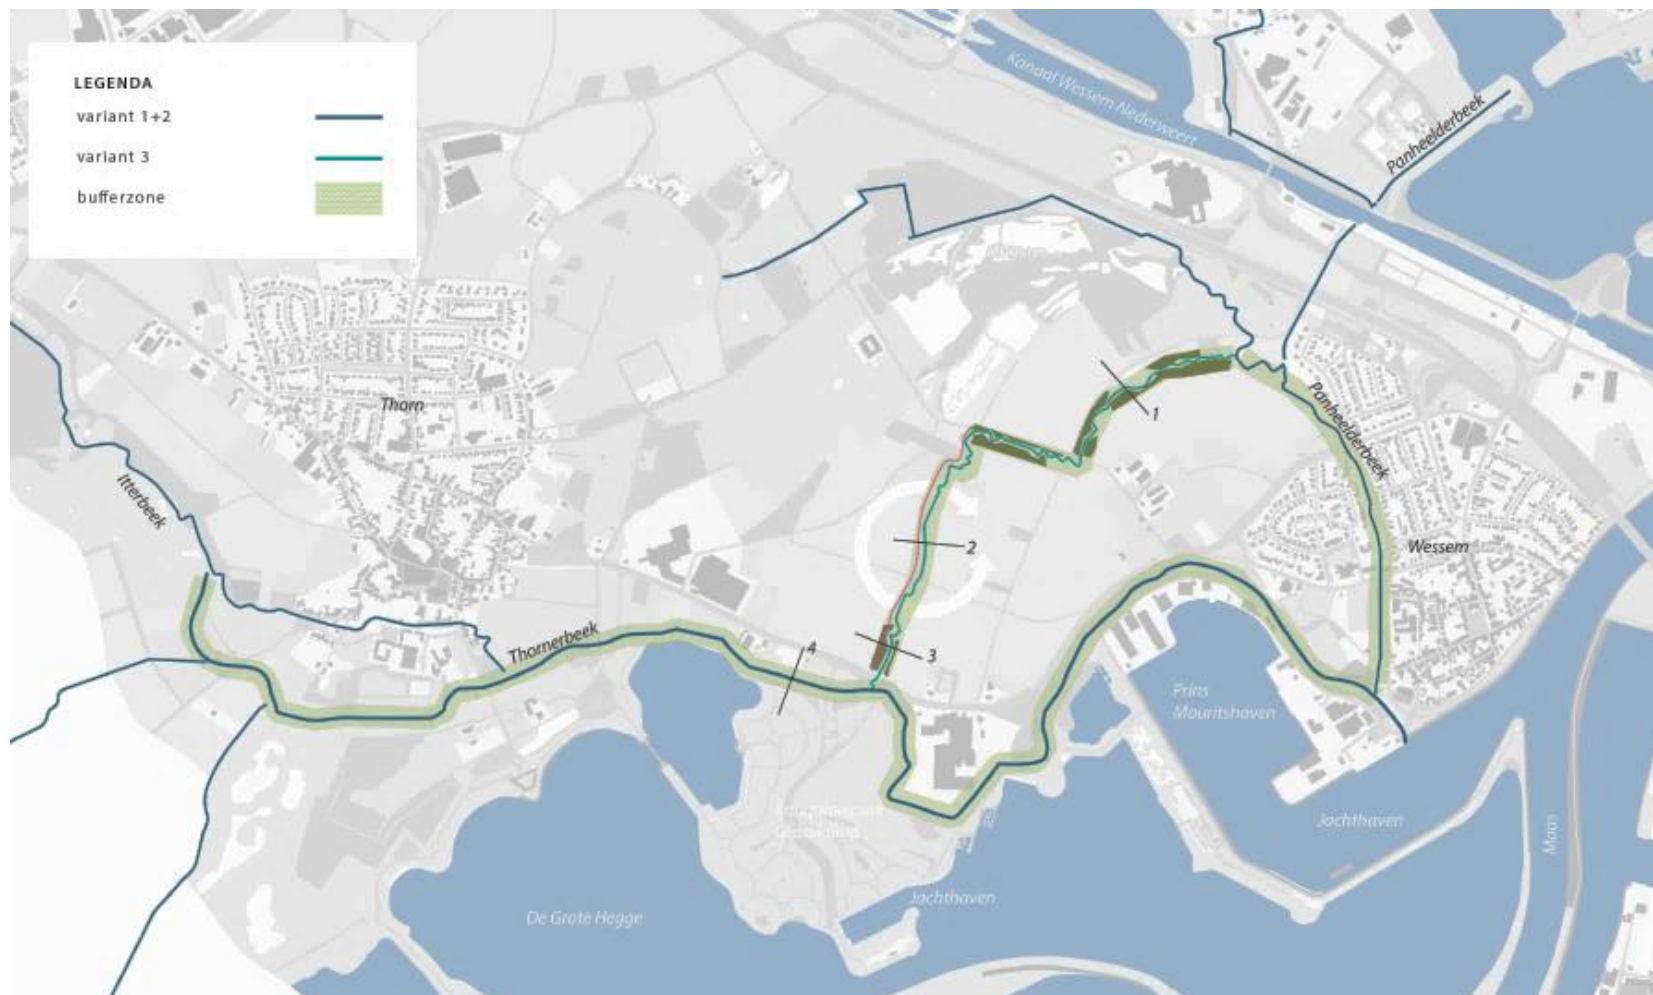 LEGENDA
variant 1+2
variant 3
bufferzone
Kanaal Wessem Nederweert
Panheelderbeek
Thorn
Itterbeek
Thornerbeek
1
2
3
4
Panheelderbeek
Wessem
Prins
Mauritshaven
Jachthaven
Maas
Jachthaven
De Grote Hegge